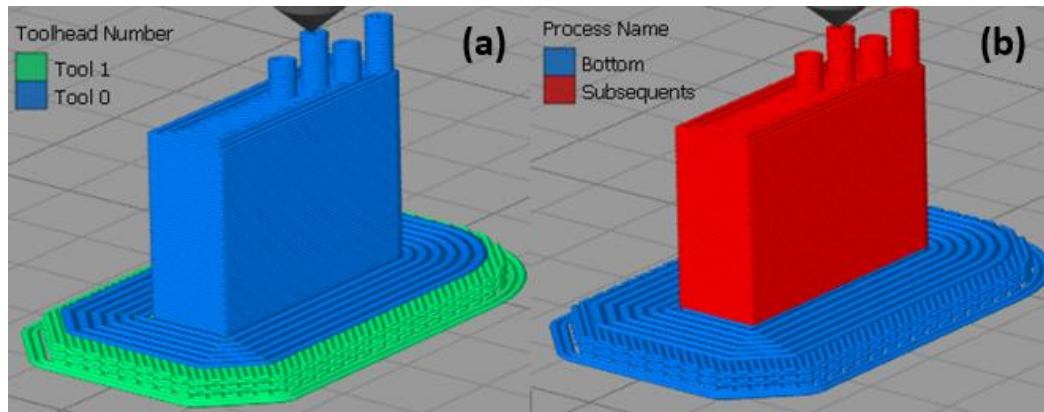 Toolhead Number
Tool 1
Tool 0
(a)
Process Name
Bottom
Subsequents
(b)